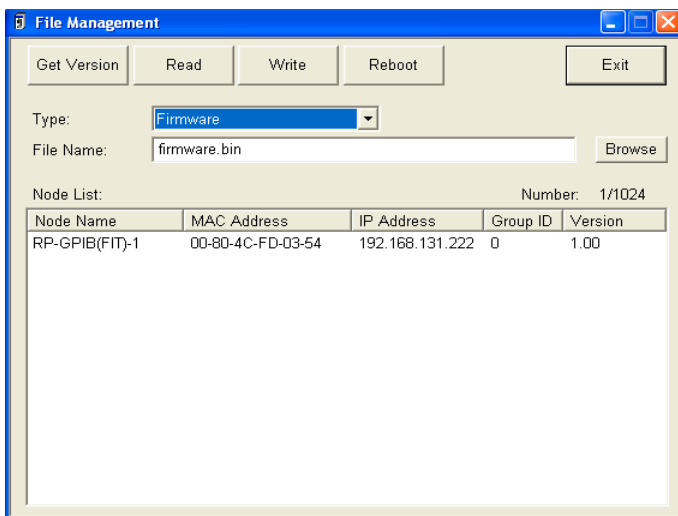 File Management
Get Version Read Write Reboot Exit
Type: Firmware
File Name: firmware.bin Browse
Node List: Number: 1/1024
Node Name MAC Address IP Address Group ID Version
RP-GPIB(FIT)-1 00-80-4C-FD-03-54 192.168.131.222 0 1.00